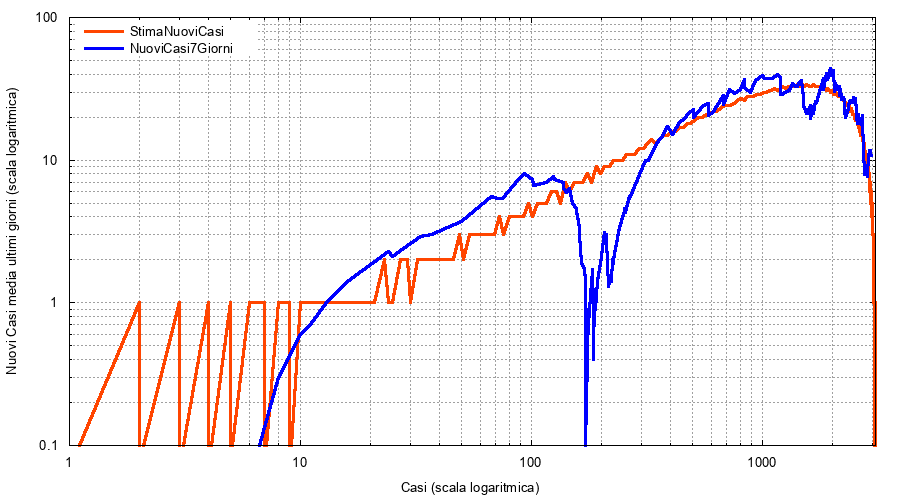 100
StimaNuoviCasi
NuoviCasi7Giorni
10
1
0.1
1
10
100
1000
Nuovi Casi media ultimi giorni (scala logaritmica)
Casi (scala logaritmica)